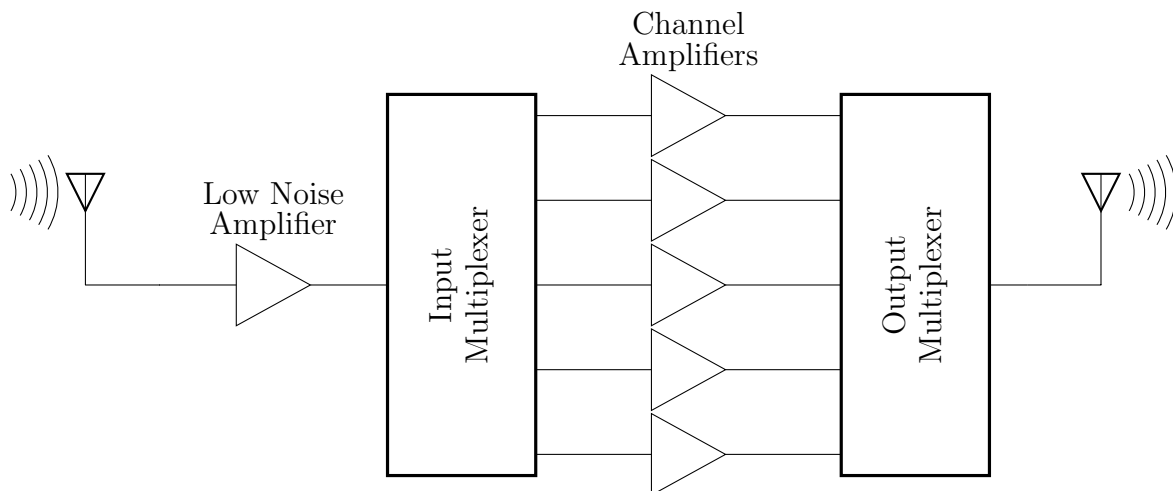 Channel
Amplifiers
Low Noise
Amplifier
Input
Multiplexer
Output
Multiplexer